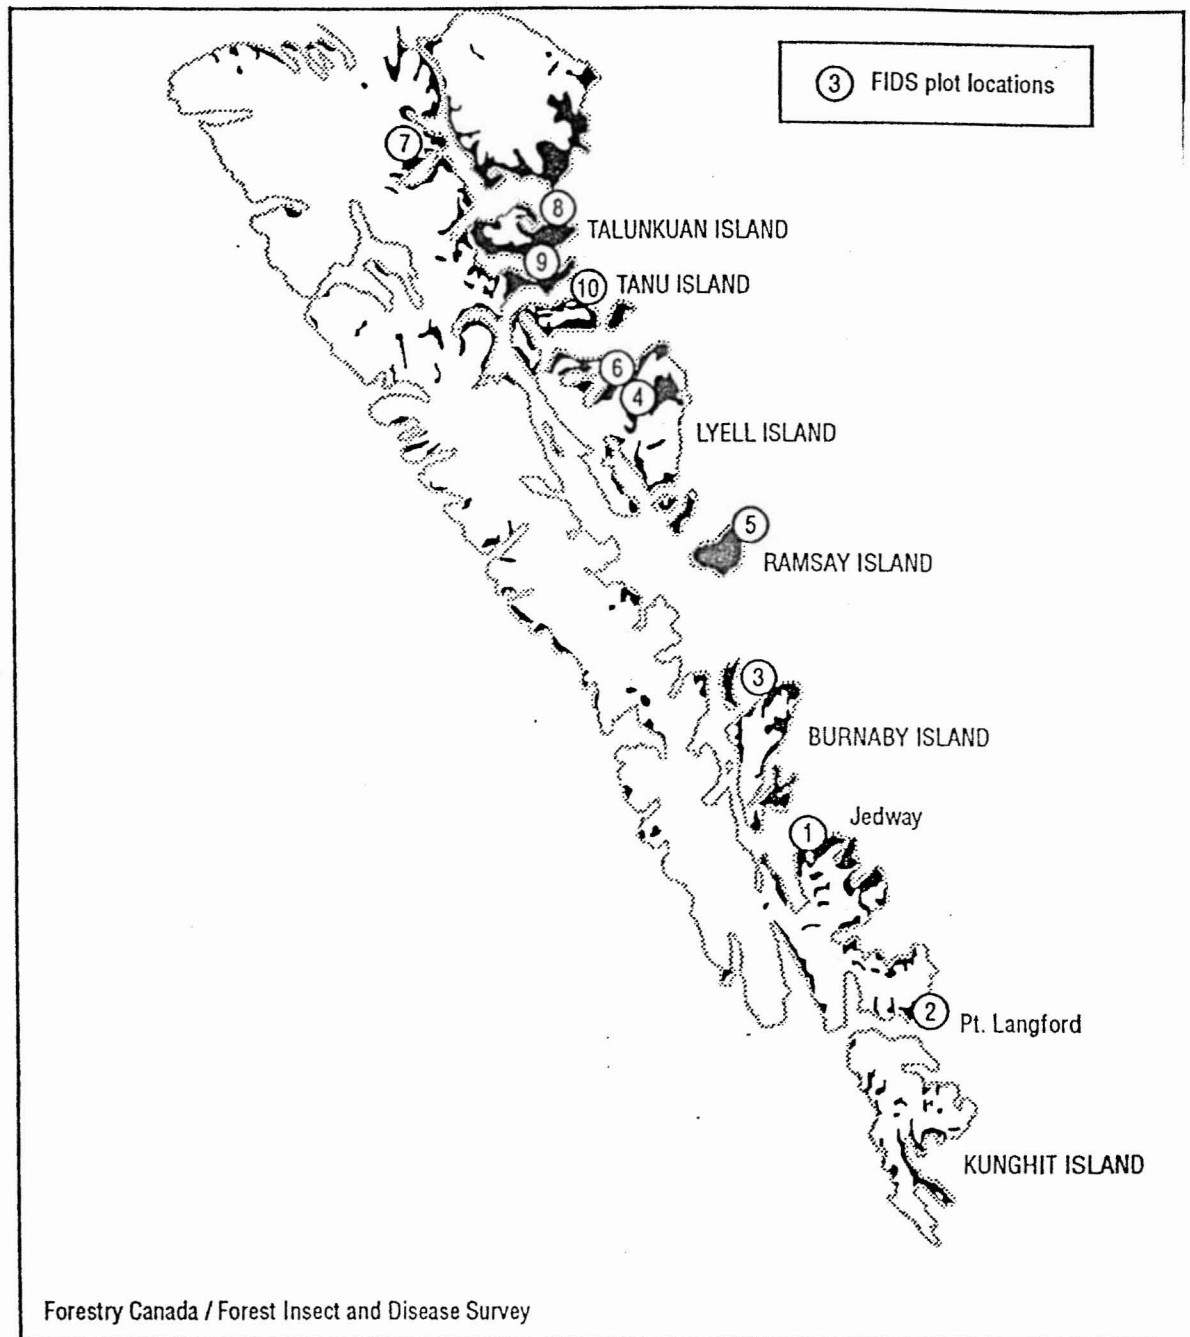 ③ FIDS plot locations
⑦
⑧
TALUNKUAN ISLAND
⑨
⑩ TANU ISLAND
⑥
④
LYELL ISLAND
⑤
RAMSAY ISLAND
③
BURNABY ISLAND
① Jedway
② Pt. Langford
KUNGHIT ISLAND
Forestry Canada / Forest Insect and Disease Survey